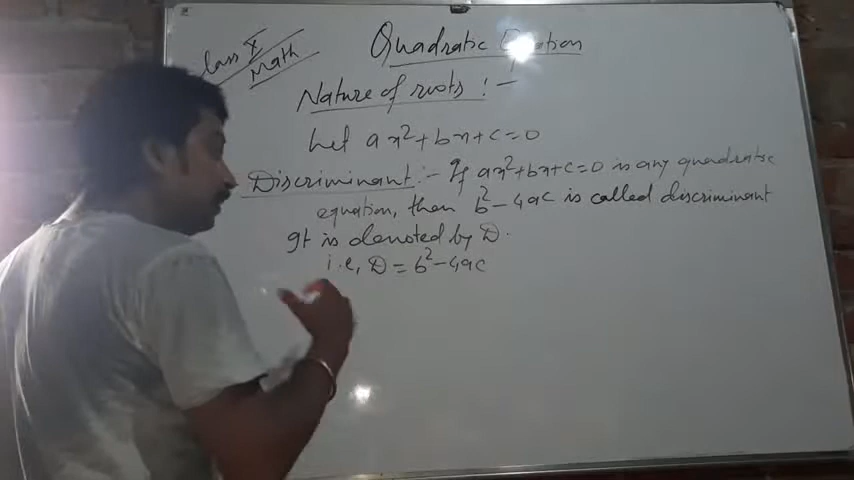 Class X
Math
Quadratic Equation
Nature of roots :-
Let ax²+bx+c=0
Discriminant :- If ax²+bx+c=0 is any quadratic
equation, then b²-4ac is called discriminant
It is denoted by D.
i.e, D = b²-4ac